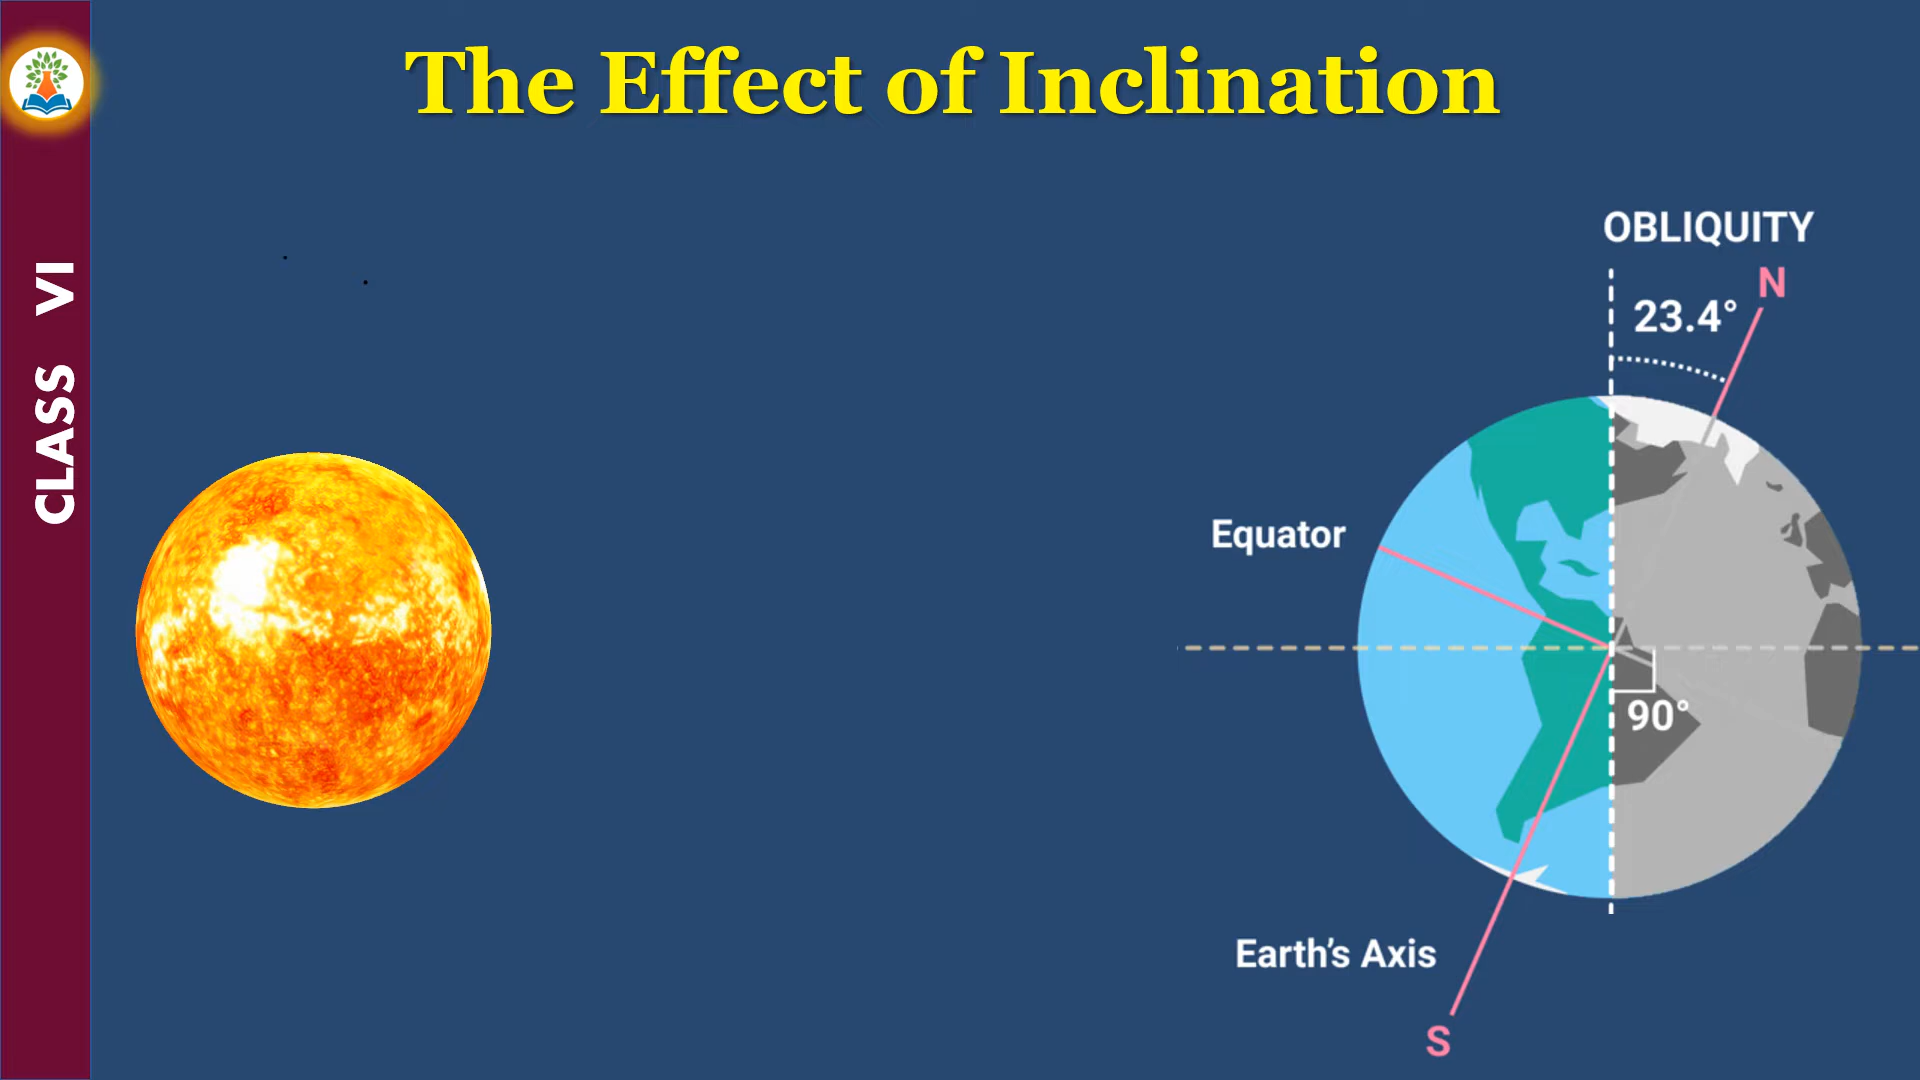 The Effect of Inclination
CLASS VI
OBLIQUITY
N
23.4°
Equator
90°
Earth's Axis
S